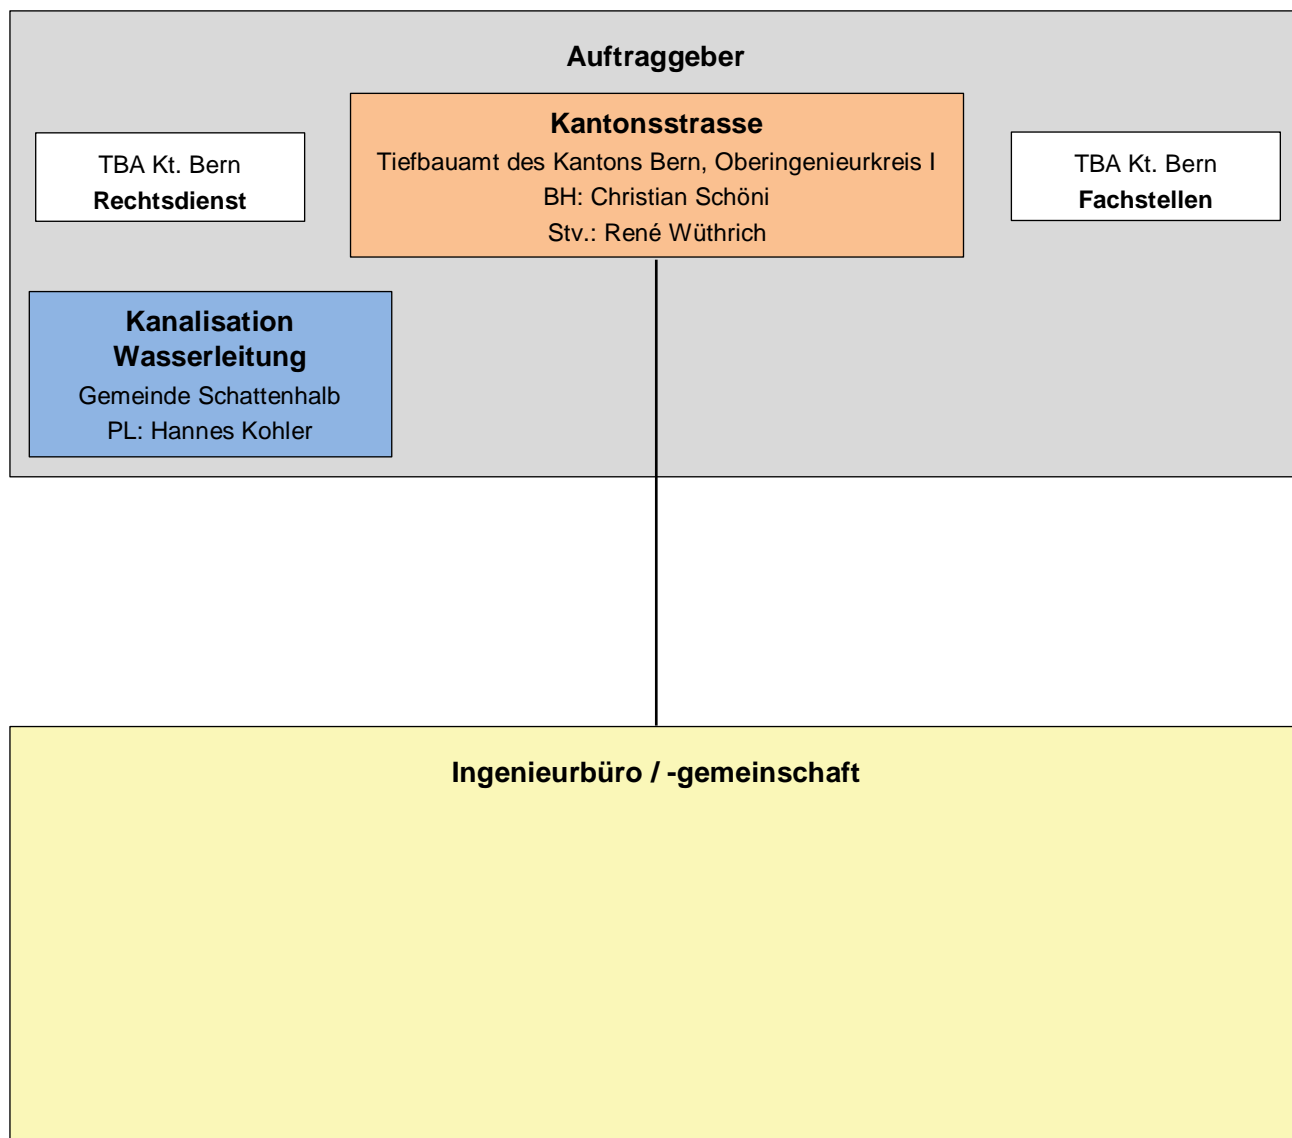 Auftraggeber
Kantonsstrasse
Tiefbauamt des Kantons Bern, Oberingenieurkreis I
BH: Christian Schöni
Stv.: René Wüthrich
TBA Kt. Bern
Rechtsdienst
TBA Kt. Bern
Fachstellen
Kanalisation
Wasserleitung
Gemeinde Schattenhalb
PL: Hannes Kohler
Ingenieurbüro / -gemeinschaft